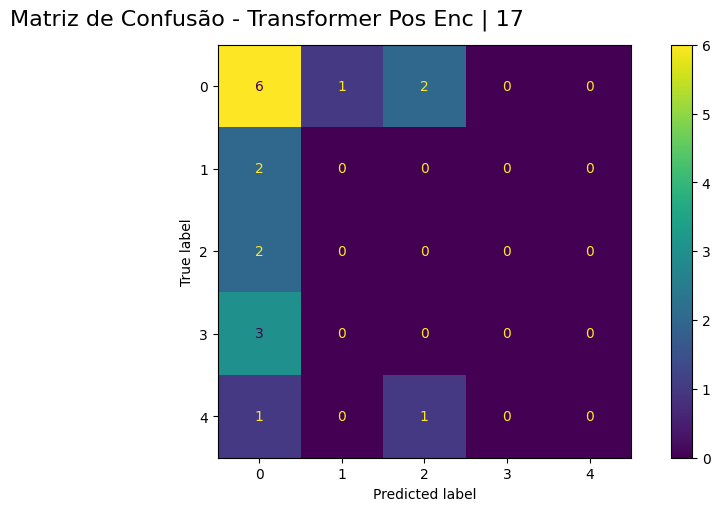 Matriz de Confusão - Transformer Pos Enc | 17
0 6 1 2 0 0
1 2 0 0 0 0
2 2 0 0 0 0
3 3 0 0 0 0
4 1 0 1 0 0
0 1 2 3 4
Predicted label
True label
6
5
4
3
2
1
0